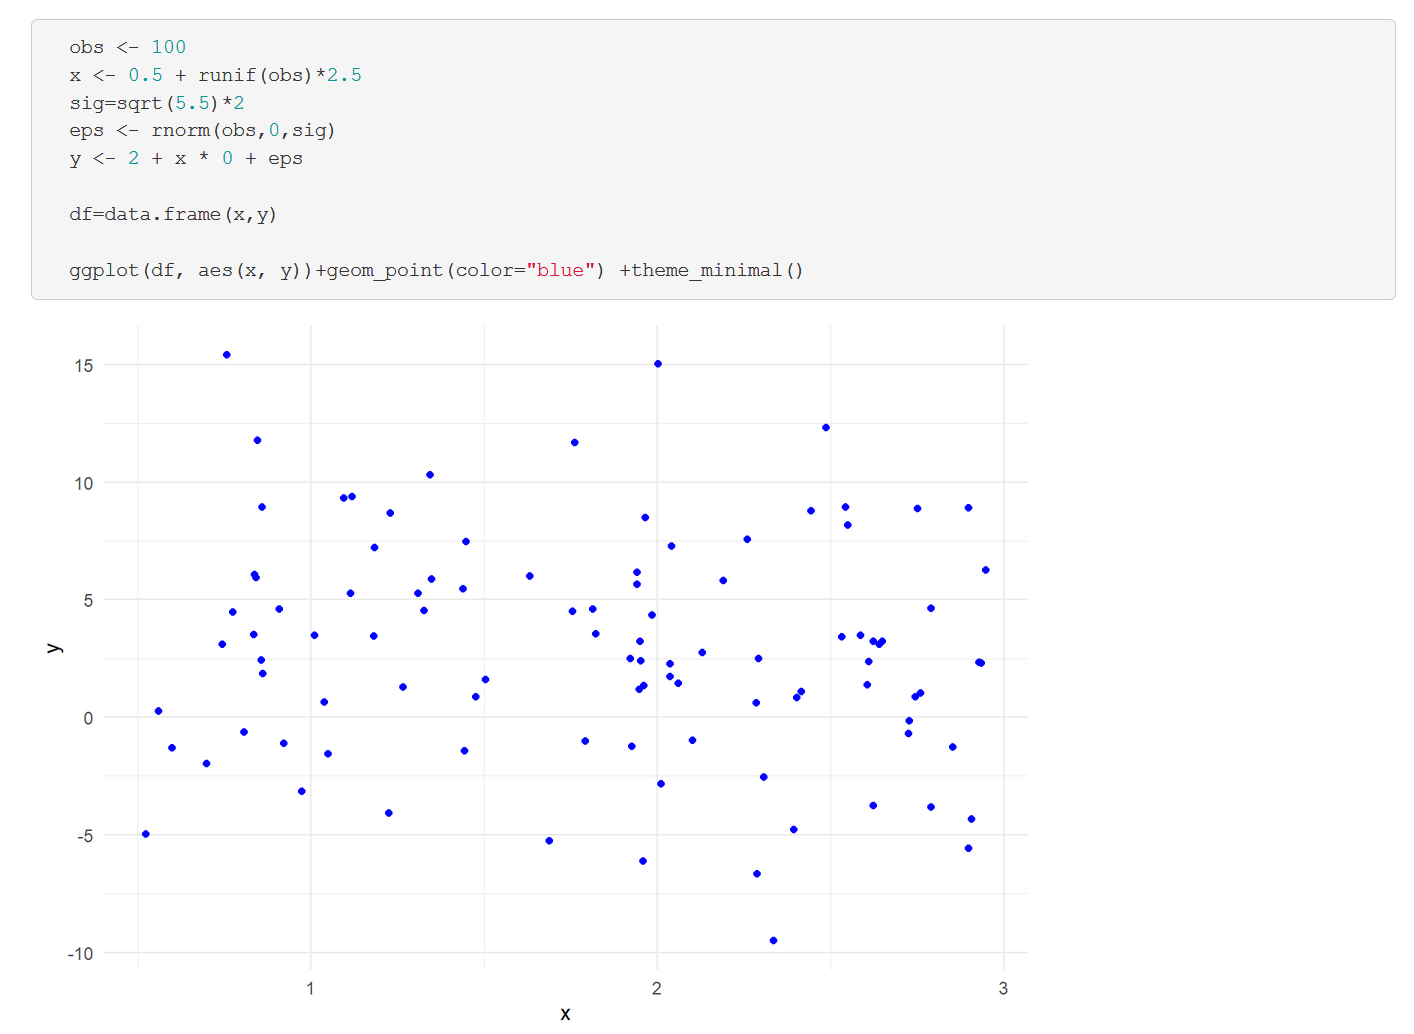 obs <- 100
x <- 0.5 + runif(obs)*2.5
sig=sqrt(5.5)*2
eps <- rnorm(obs,0,sig)
y <- 2 + x * 0 + eps
df=data.frame(x,y)
ggplot(df, aes(x, y))+geom_point(color="blue") +theme_minimal()
15
10
5
y
0
-5
-10
1 2 3
x